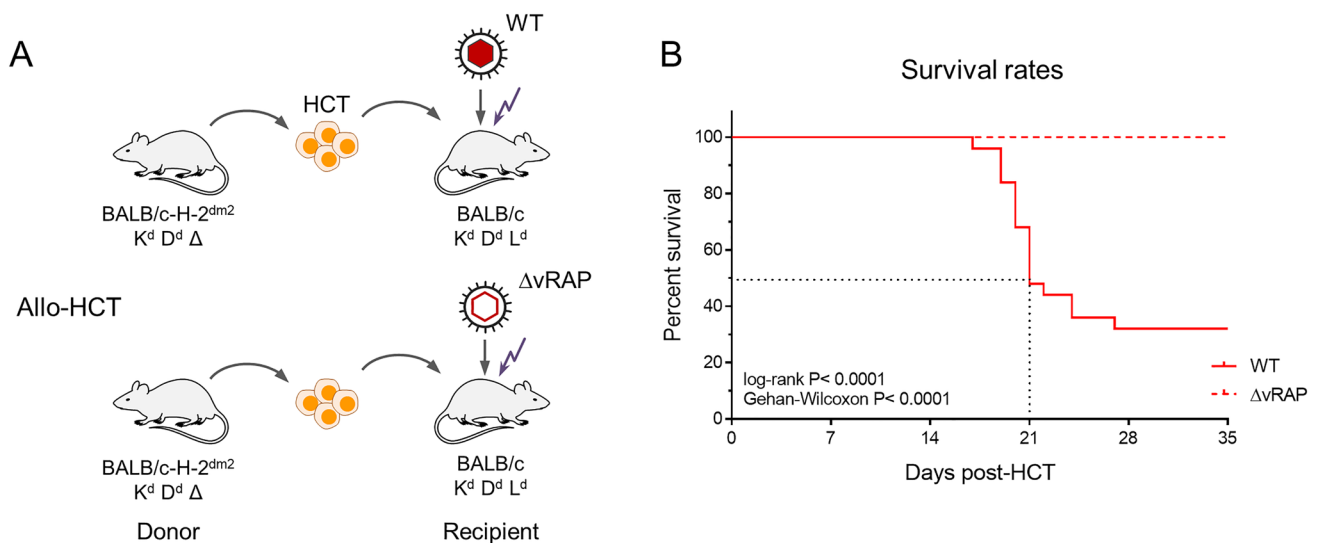 A
WT
HCT
BALB/c-H-2ᵈᵐ²
Kᵈ Dᵈ Δ
BALB/c
Kᵈ Dᵈ Lᵈ
Allo-HCT
ΔvRAP
BALB/c-H-2ᵈᵐ²
Kᵈ Dᵈ Δ
BALB/c
Kᵈ Dᵈ Lᵈ
Donor
Recipient
B
Survival rates
Percent survival
100
80
60
40
20
0
log-rank P< 0.0001
Gehan-Wilcoxon P< 0.0001
WT
ΔvRAP
0 7 14 21 28 35
Days post-HCT